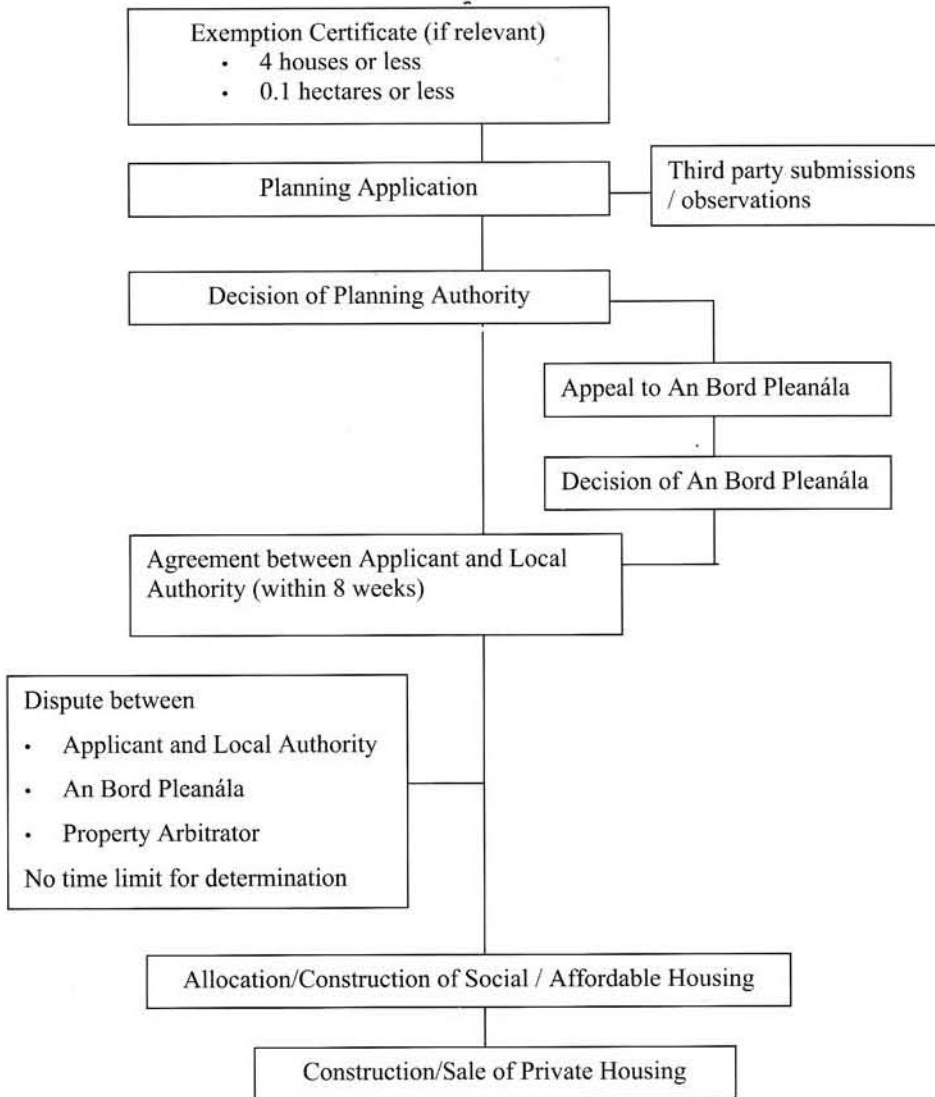 Exemption Certificate (if relevant)
• 4 houses or less
• 0.1 hectares or less
Planning Application
Third party submissions
/ observations
Decision of Planning Authority
Appeal to An Bord Pleanála
Decision of An Bord Pleanála
Agreement between Applicant and Local
Authority (within 8 weeks)
Dispute between
• Applicant and Local Authority
• An Bord Pleanála
• Property Arbitrator
No time limit for determination
Allocation/Construction of Social / Affordable Housing
Construction/Sale of Private Housing